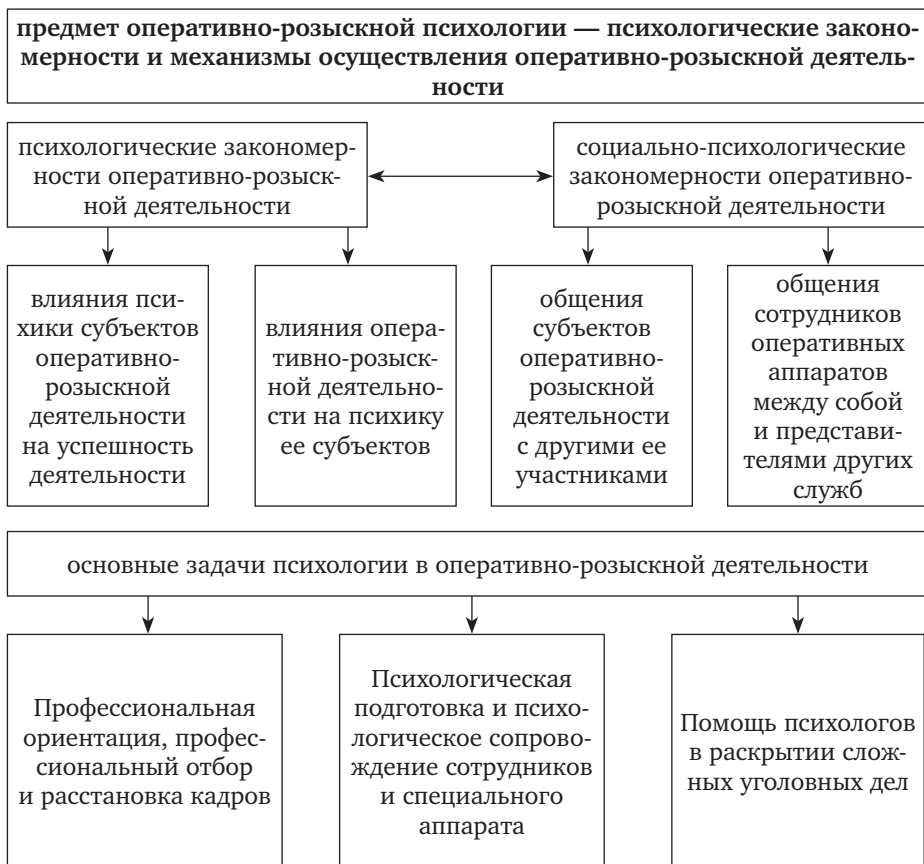 предмет оперативно-розыскной психологии — психологические законо-
мерности и механизмы осуществления оперативно-розыскной деятель-
ности
психологические закономер-
ности оперативно-розыск-
ной деятельности
социально-психологические
закономерности оперативно-
розыскной деятельности
влияния пси-
хики субъектов
оперативно-
розыскной
деятельности
на успешность
деятельности
влияния опера-
тивно-розыск-
ной деятельно-
сти на психику
ее субъектов
общения
субъектов
оперативно-
розыскной
деятельности
с другими ее
участниками
общения
сотрудников
оперативных
аппаратов
между собой
и представи-
телями других
служб
основные задачи психологии в оперативно-розыскной деятельности
Профессиональная
ориентация, профес-
сиональный отбор
и расстановка кадров
Психологическая
подготовка и психо-
логическое сопрово-
ждение сотрудников
и специального
аппарата
Помощь психологов
в раскрытии слож-
ных уголовных дел